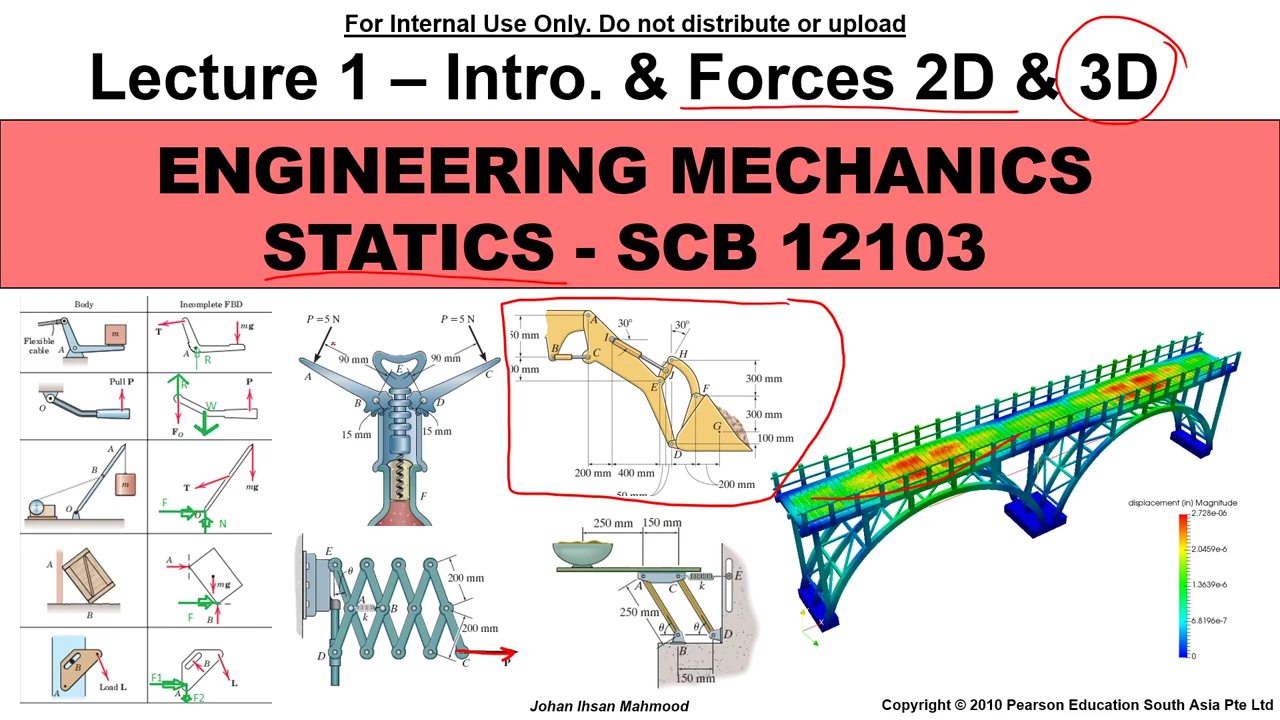 For Internal Use Only. Do not distribute or upload
Lecture 1 – Intro. & Forces 2D & 3D
ENGINEERING MECHANICS
STATICS - SCB 12103
Body
Incomplete FBD
Flexible
cable
A
m
T
mg
A
R
Pull P
O
R
W
P
F_O
A
B
m
O
T
mg
F
N
A
B
A
mg
F
B
B
A
Load L
F1
B
A
F2
L
P = 5 N
P = 5 N
90 mm
90 mm
A
E
C
B
D
15 mm
15 mm
F
A
30°
30°
I
H
B
C
J
E
F
G
D
300 mm
300 mm
100 mm
200 mm
400 mm
200 mm
E
θ
200 mm
A
B
k
200 mm
D
C
P
250 mm
150 mm
A
C
k
E
250 mm
θ
θ
B
D
150 mm
displacement (in) Magnitude
2.728e-06
2.0459e-6
1.3639e-6
6.8196e-7
0
X
Johan Ihsan Mahmood
Copyright © 2010 Pearson Education South Asia Pte Ltd